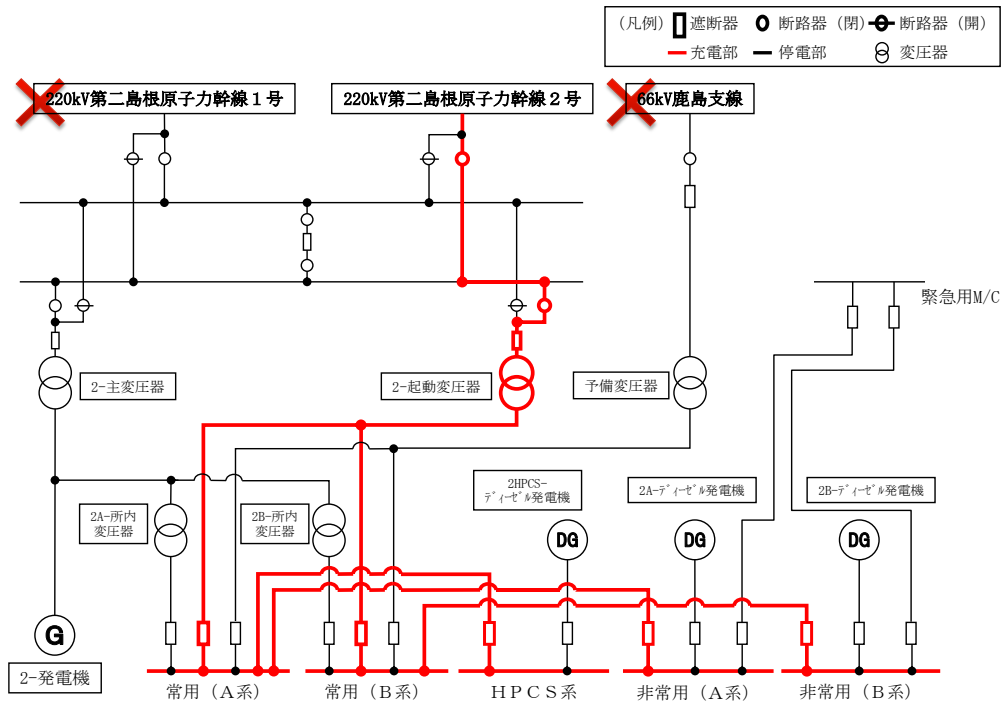 (凡例) 遮断器 断路器(閉) 断路器(開)
充電部 停電部 変圧器
220kV第二島根原子力幹線1号 220kV第二島根原子力幹線2号 66kV鹿島支線
緊急用M/C
2-主変圧器 2-起動変圧器 予備変圧器
2HPCS-
ディーゼル発電機
2A-ディーゼル発電機 2B-ディーゼル発電機
2A-所内
変圧器
2B-所内
変圧器
DG DG DG
G
2-発電機
常用(A系) 常用(B系) HPCS系 非常用(A系) 非常用(B系)